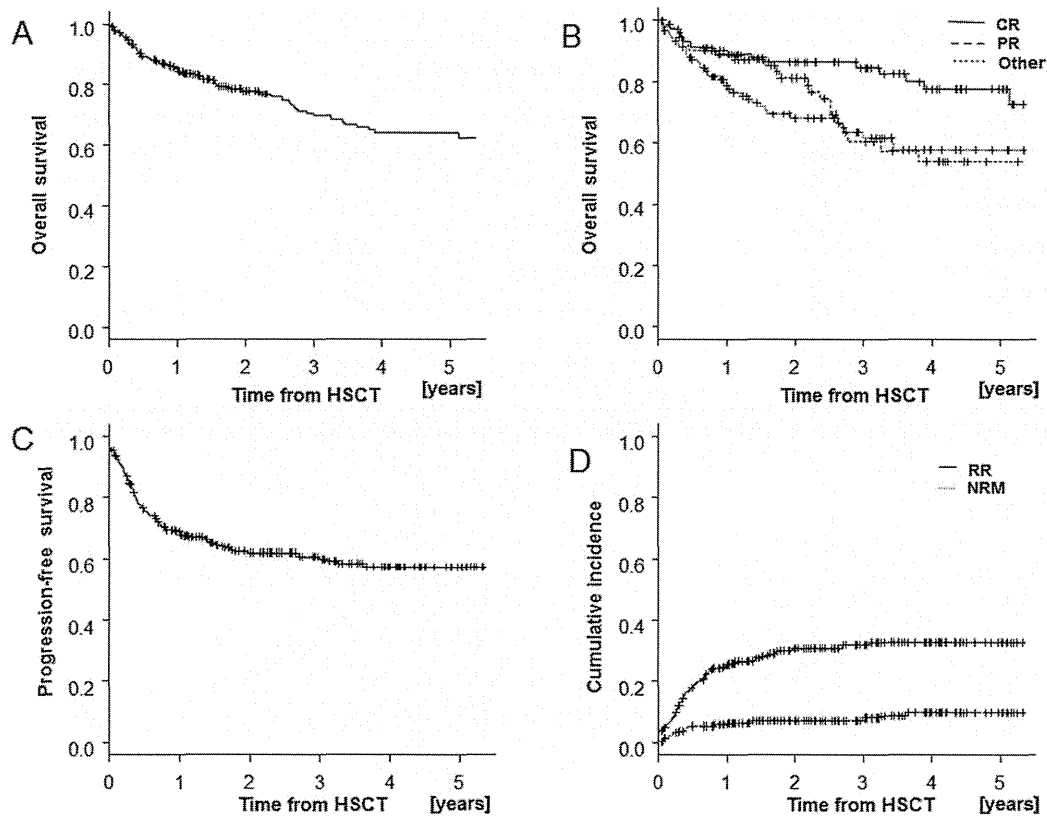 A
Overall survival
1.0
0.8
0.6
0.4
0.2
0.0
0 1 2 3 4 5
Time from HSCT [years]
B
Overall survival
1.0
0.8
0.6
0.4
0.2
0.0
CR
PR
Other
0 1 2 3 4 5
Time from HSCT [years]
C
Progression-free survival
1.0
0.8
0.6
0.4
0.2
0.0
0 1 2 3 4 5
Time from HSCT [years]
D
Cumulative incidence
1.0
0.8
0.6
0.4
0.2
0.0
RR
NRM
0 1 2 3 4 5
Time from HSCT [years]